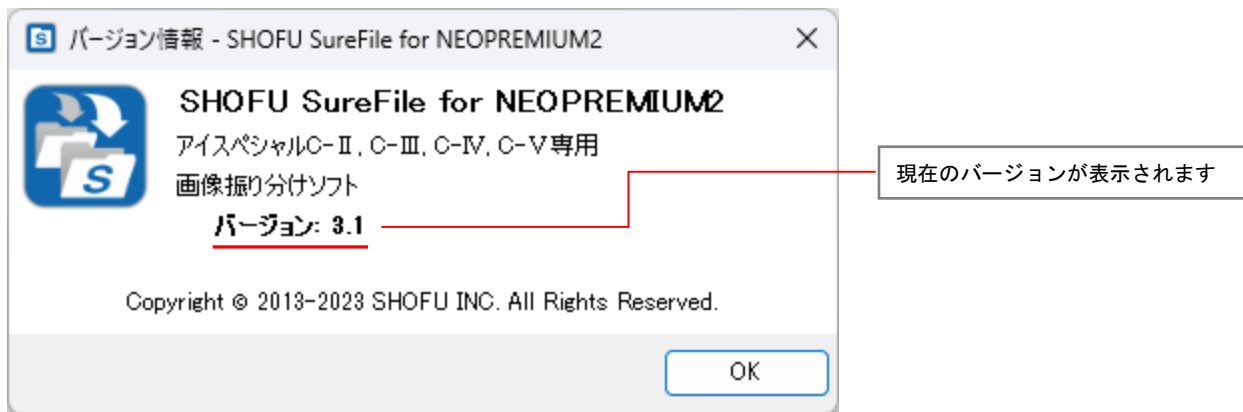 バージョン情報 - SHOFU SureFile for NEOPREMIUM2
SHOFU SureFile for NEOPREMIUM2
アイスペシャルC-Ⅱ, C-Ⅲ, C-Ⅳ, C-Ⅴ専用
画像振り分けソフト
バージョン: 3.1
現在のバージョンが表示されます
Copyright © 2013-2023 SHOFU INC. All Rights Reserved.
OK